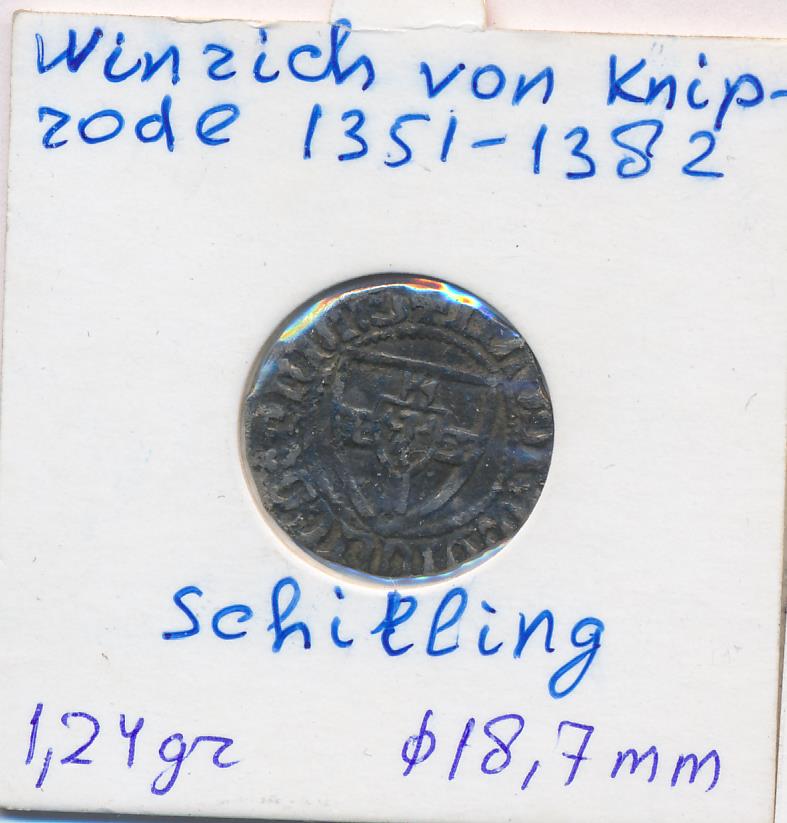 Winrich von Knip-
rode 1351-1382
Schilling
1,24gr ϕ18,7mm